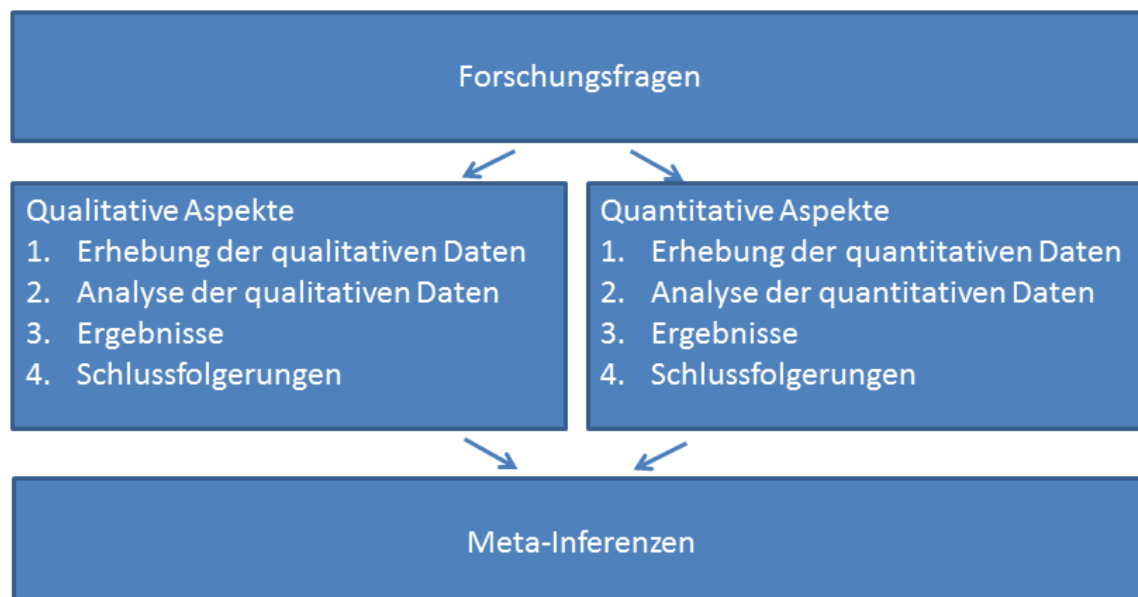 Forschungsfragen
Qualitative Aspekte
1. Erhebung der qualitativen Daten
2. Analyse der qualitativen Daten
3. Ergebnisse
4. Schlussfolgerungen
Quantitative Aspekte
1. Erhebung der quantitativen Daten
2. Analyse der quantitativen Daten
3. Ergebnisse
4. Schlussfolgerungen
Meta-Inferenzen